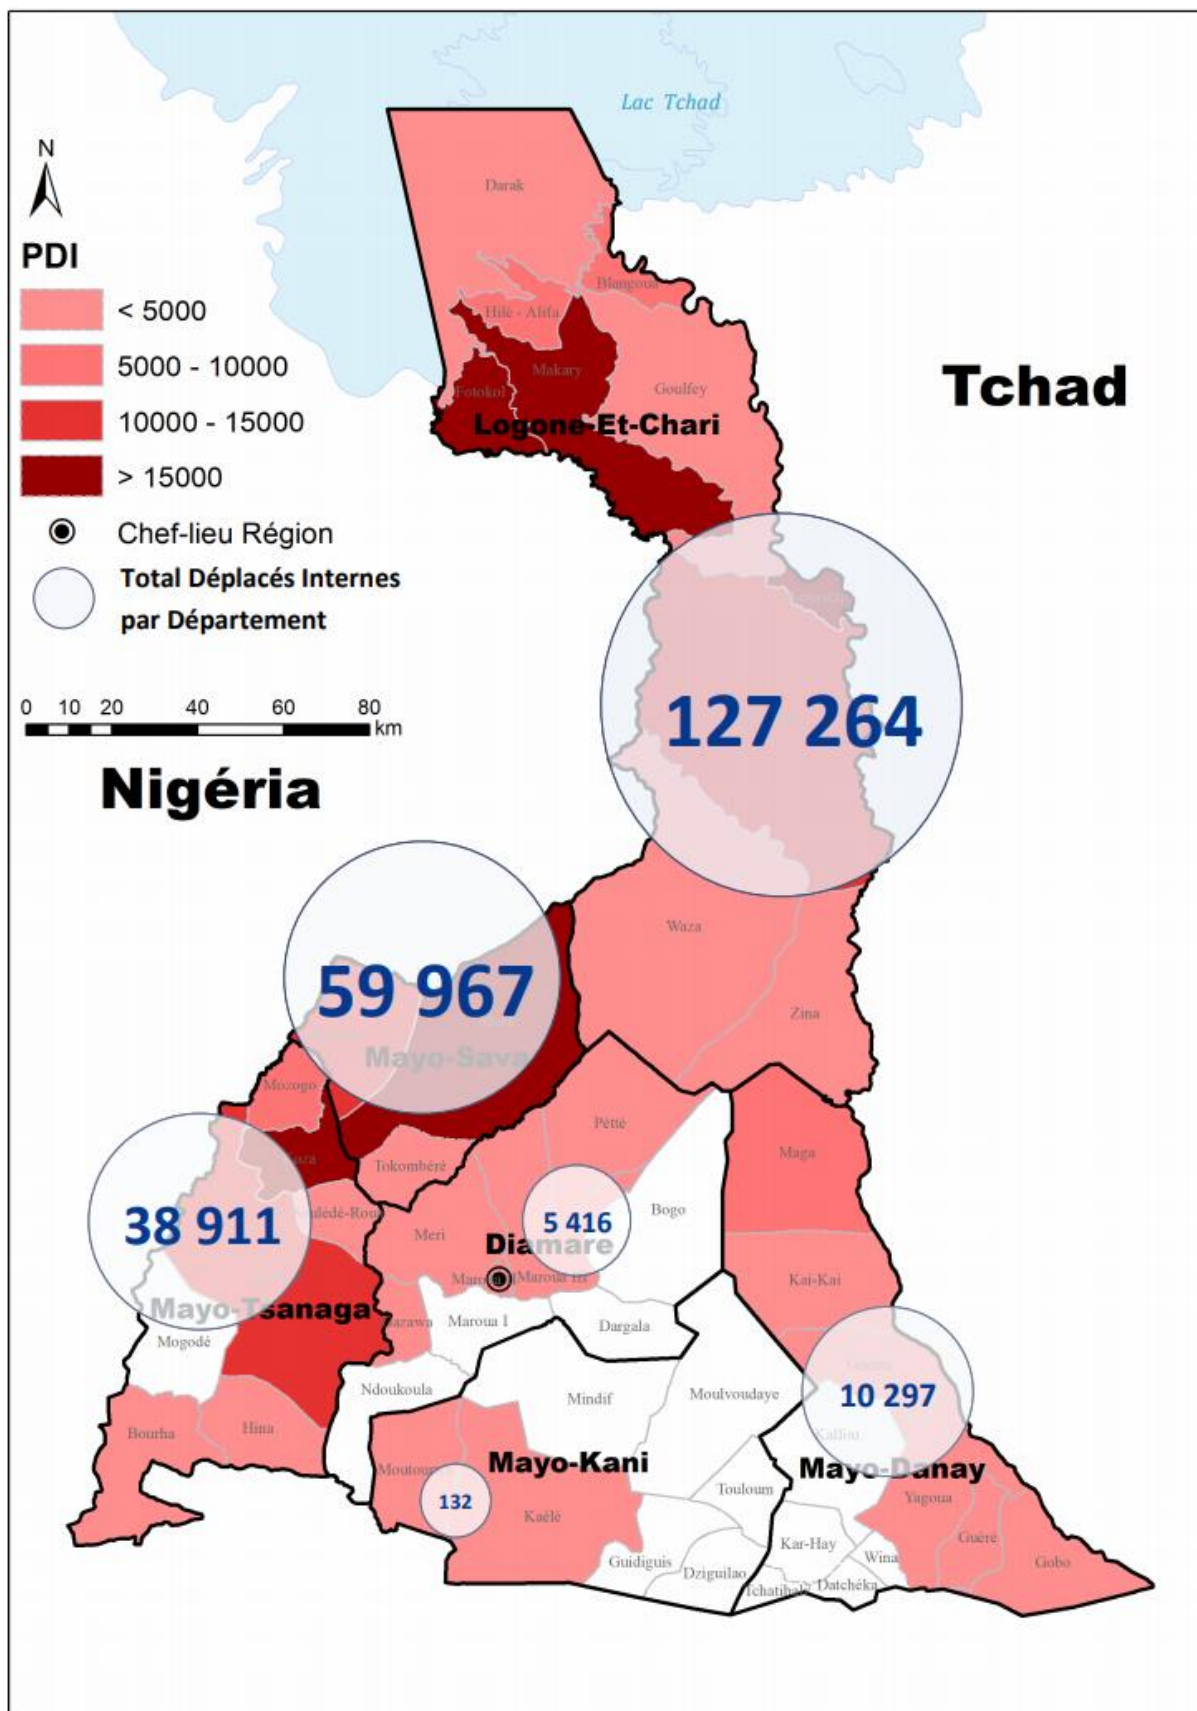 Lac Tchad
N
Darak
PDI
Blangoua
< 5000
Hilé - Alifa
5000 - 10000
Makary
Tchad
Fotokol
Goulfey
10000 - 15000
Logone-Et-Chari
> 15000
Chef-lieu Région
Total Déplacés Internes
par Département
0 10 20 40 60 80
km
127 264
Nigéria
Waza
59 967
Zina
Mayo-Sava
Mozogo
Pétté
Maga
Tokombéré
38 911
5 416
Bogo
Meri
Diamare
Kai-Kai
Maroua III
Mayo-Tsanaga
Maroua I
Dargala
Mogodé
Ndoukoula
Mindif
Moulvoudaye
10 297
Bourha
Hina
Kalfou
Mayo-Kani
Mayo-Danay
132
Touloum
Yagoua
Kaélé
Kar-Hay
Guéré
Guidiguis
Wina
Gobo
Dziguilao
Datchéka